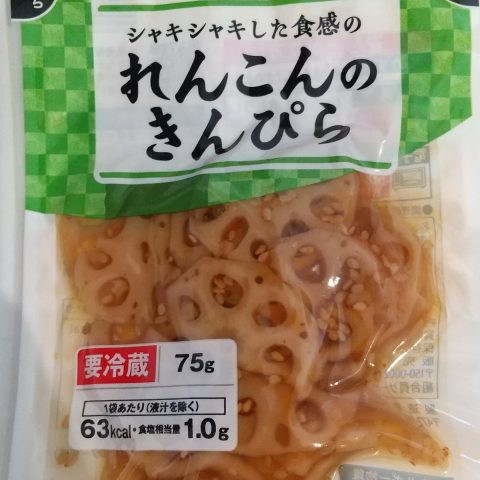 ら
シャキシャキした食感の
れんこんの
きんぴら
要冷蔵 75g
1袋あたり(液汁を除く)
63kcal・食塩相当量 1.0g